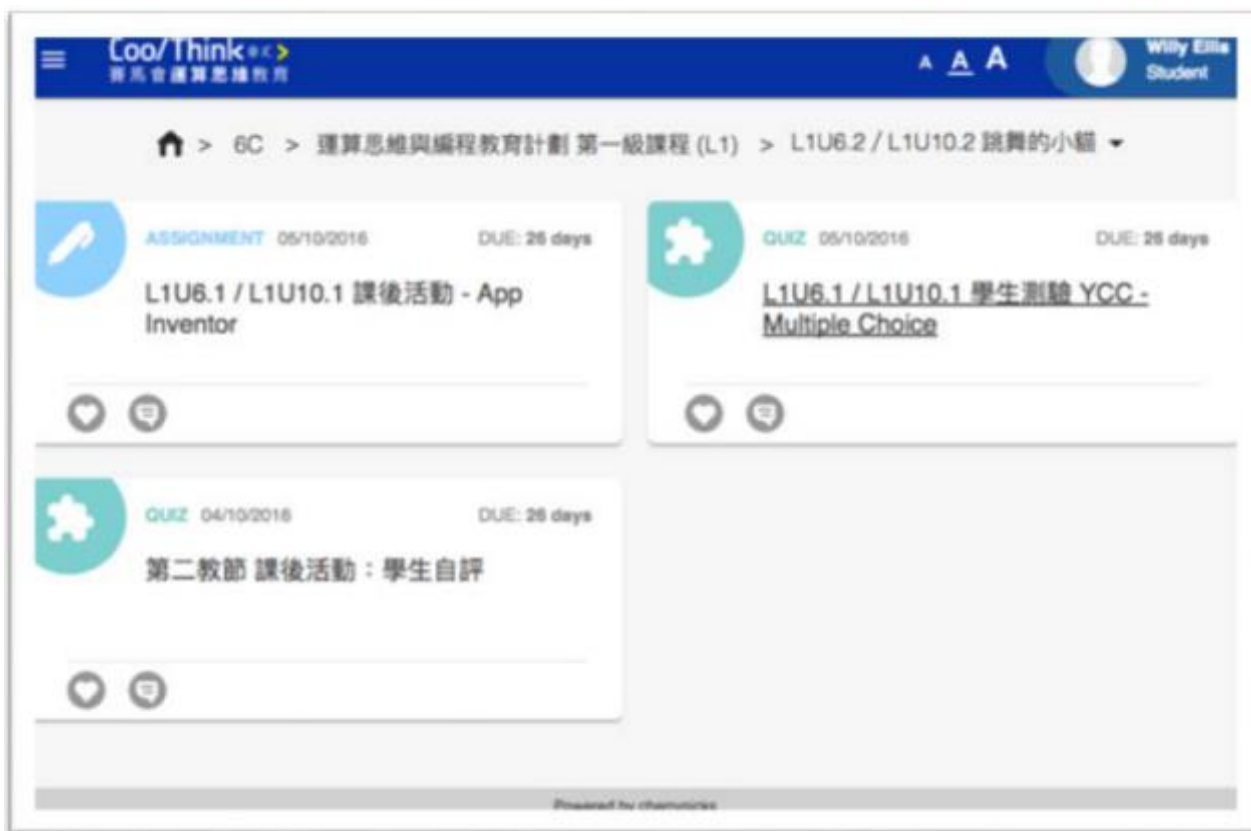 Coo/Think
賽馬會運算思維教育
A A A
Willy Ellis
Student
> 6C > 運算思維與編程教育計劃 第一級課程 (L1) > L1U6.2 / L1U10.2 跳舞的小貓
ASSIGNMENT 05/10/2016 DUE: 26 days
L1U6.1 / L1U10.1 課後活動 - App
Inventor
QUIZ 05/10/2016 DUE: 26 days
L1U6.1 / L1U10.1 學生測驗 YCC -
Multiple Choice
QUIZ 04/10/2016 DUE: 26 days
第二教節 課後活動：學生自評
Powered by